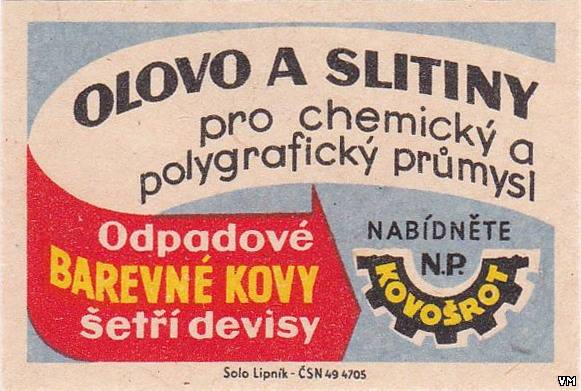 OLOVO A SLITINY
pro chemický a
polygrafický průmysl
Odpadové
BAREVNÉ KOVY
šetří devisy
NABÍDNĚTE
N.P.
KOVOŠROT
Solo Lipník - ČSN 49 4705
VM